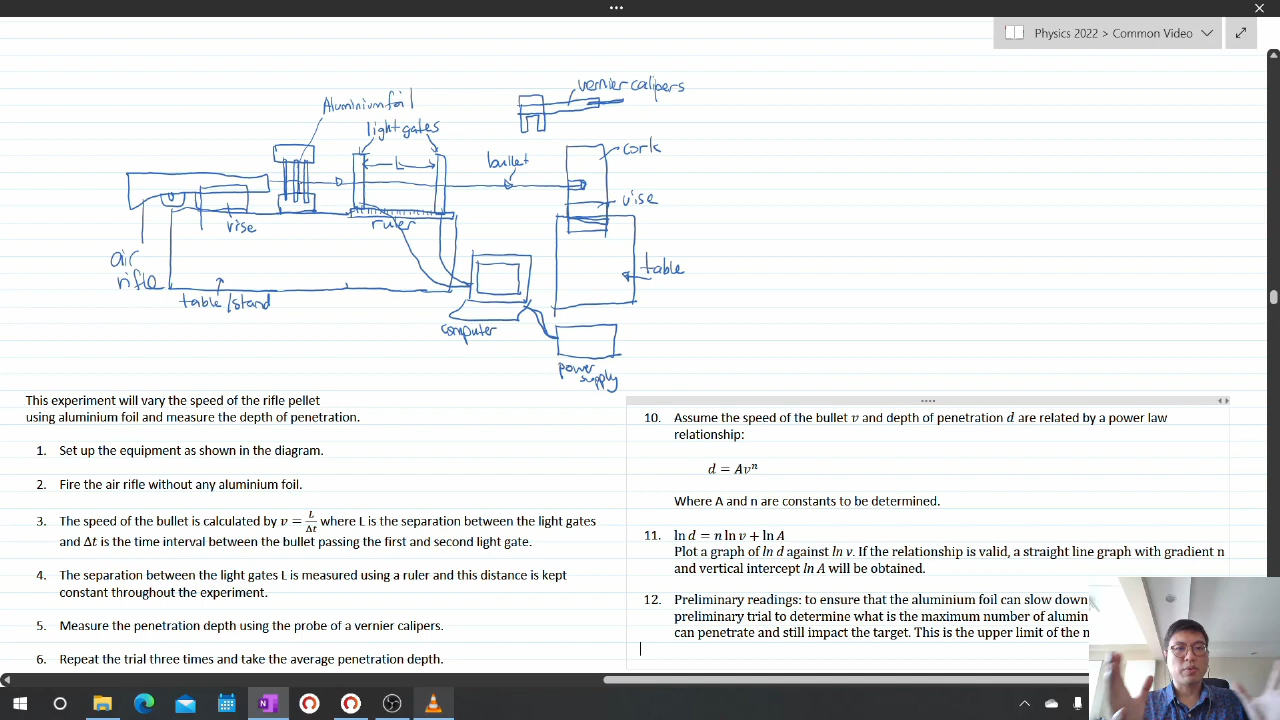 Physics 2022 > Common Video
vernier calipers
Aluminium foil
light gates
L
bullet
cork
vise
vise
ruler
air
rifle
table
table/stand
computer
power
supply
This experiment will vary the speed of the rifle pellet
using aluminium foil and measure the depth of penetration.
1. Set up the equipment as shown in the diagram.
2. Fire the air rifle without any aluminium foil.
3. The speed of the bullet is calculated by v = L/Δt where L is the separation between the light gates
and Δt is the time interval between the bullet passing the first and second light gate.
4. The separation between the light gates L is measured using a ruler and this distance is kept
constant throughout the experiment.
5. Measure the penetration depth using the probe of a vernier calipers.
6. Repeat the trial three times and take the average penetration depth.
10. Assume the speed of the bullet v and depth of penetration d are related by a power law
relationship:
d = Avⁿ
Where A and n are constants to be determined.
11. ln d = n ln v + ln A
Plot a graph of ln d against ln v. If the relationship is valid, a straight line graph with gradient n
and vertical intercept ln A will be obtained.
12. Preliminary readings: to ensure that the aluminium foil can slow down
preliminary trial to determine what is the maximum number of alumin
can penetrate and still impact the target. This is the upper limit of the n